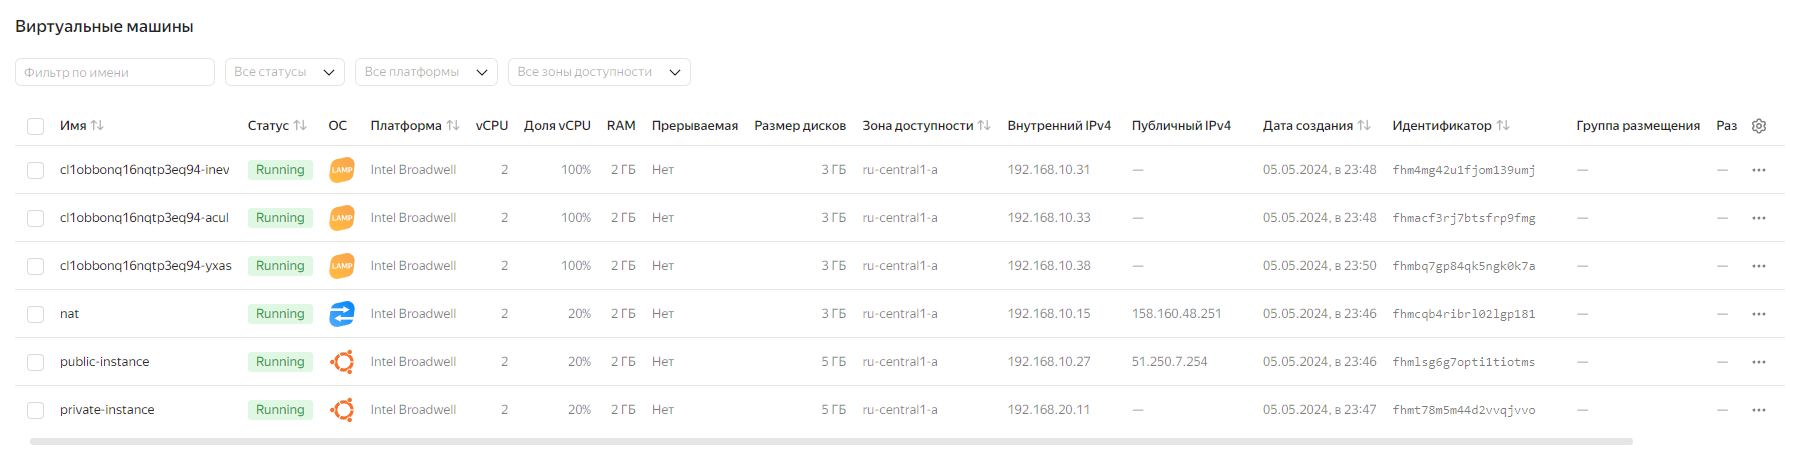 Виртуальные машины
Фильтр по имени Все статусы Все платформы Все зоны доступности
Имя Статус ОС Платформа vCPU Доля vCPU RAM Прерываемая Размер дисков Зона доступности Внутренний IPv4 Публичный IPv4 Дата создания Идентификатор Группа размещения Раз
cl1obbonq16nqtp3eq94-inev Running LAMP Intel Broadwell 2 100% 2 ГБ Нет 3 ГБ ru-central1-a 192.168.10.31 — 05.05.2024, в 23:48 fhm4mg42u1fjom139umj — —
cl1obbonq16nqtp3eq94-acul Running LAMP Intel Broadwell 2 100% 2 ГБ Нет 3 ГБ ru-central1-a 192.168.10.33 — 05.05.2024, в 23:48 fhmacf3rj7btsfrp9fmg — —
cl1obbonq16nqtp3eq94-yxas Running LAMP Intel Broadwell 2 100% 2 ГБ Нет 3 ГБ ru-central1-a 192.168.10.38 — 05.05.2024, в 23:50 fhmbq7gp84qk5ngk0k7a — —
nat Running Intel Broadwell 2 20% 2 ГБ Нет 3 ГБ ru-central1-a 192.168.10.15 158.160.48.251 05.05.2024, в 23:46 fhmcqb4ribrl02lgp181 — —
public-instance Running Intel Broadwell 2 20% 2 ГБ Нет 5 ГБ ru-central1-a 192.168.10.27 51.250.7.254 05.05.2024, в 23:46 fhmlsg6g7opti1tiotms — —
private-instance Running Intel Broadwell 2 20% 2 ГБ Нет 5 ГБ ru-central1-a 192.168.20.11 — 05.05.2024, в 23:47 fhmt78m5m44d2vvqjvvo — —